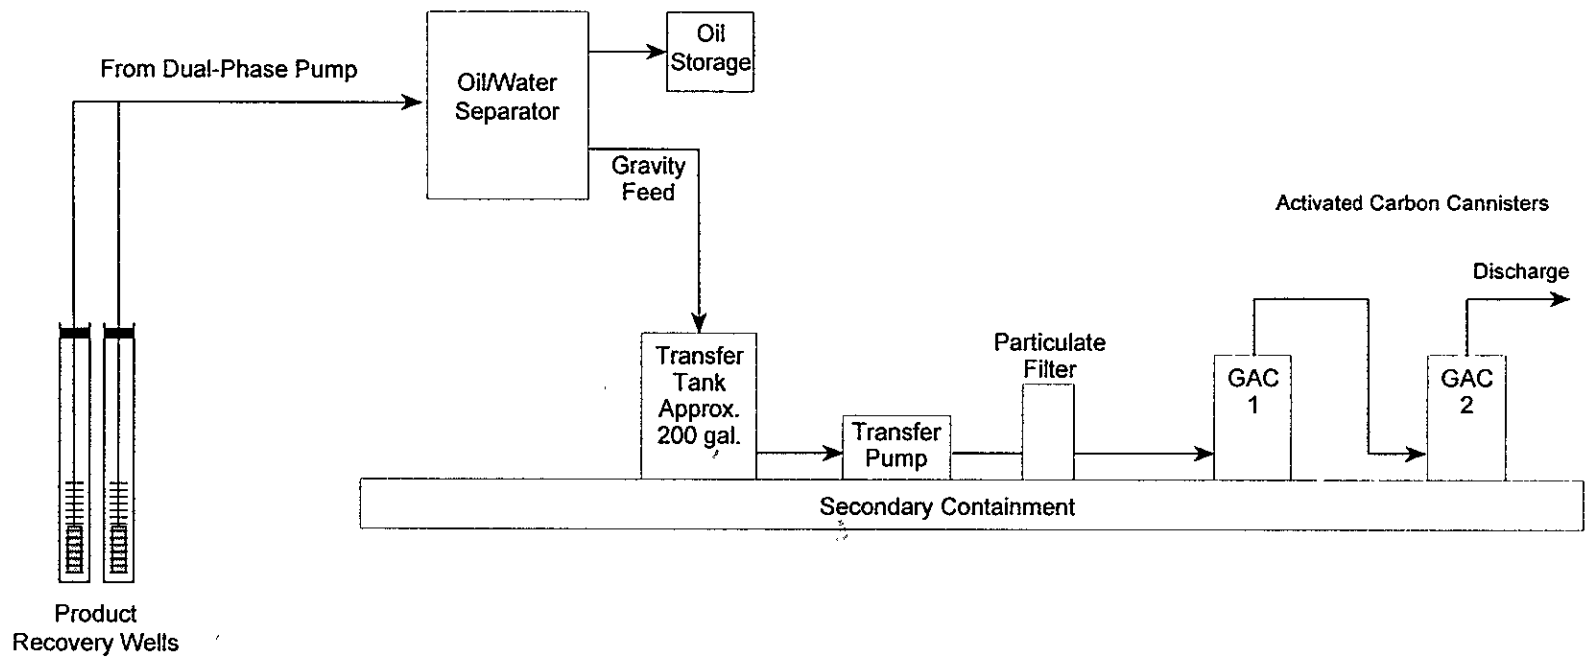 Oil
Storage
From Dual-Phase Pump
Oil/Water
Separator
Gravity
Feed
Activated Carbon Cannisters
Discharge
Transfer
Tank
Approx.
200 gal.
Transfer
Pump
Particulate
Filter
GAC
1
GAC
2
Secondary Containment
Product
Recovery Wells